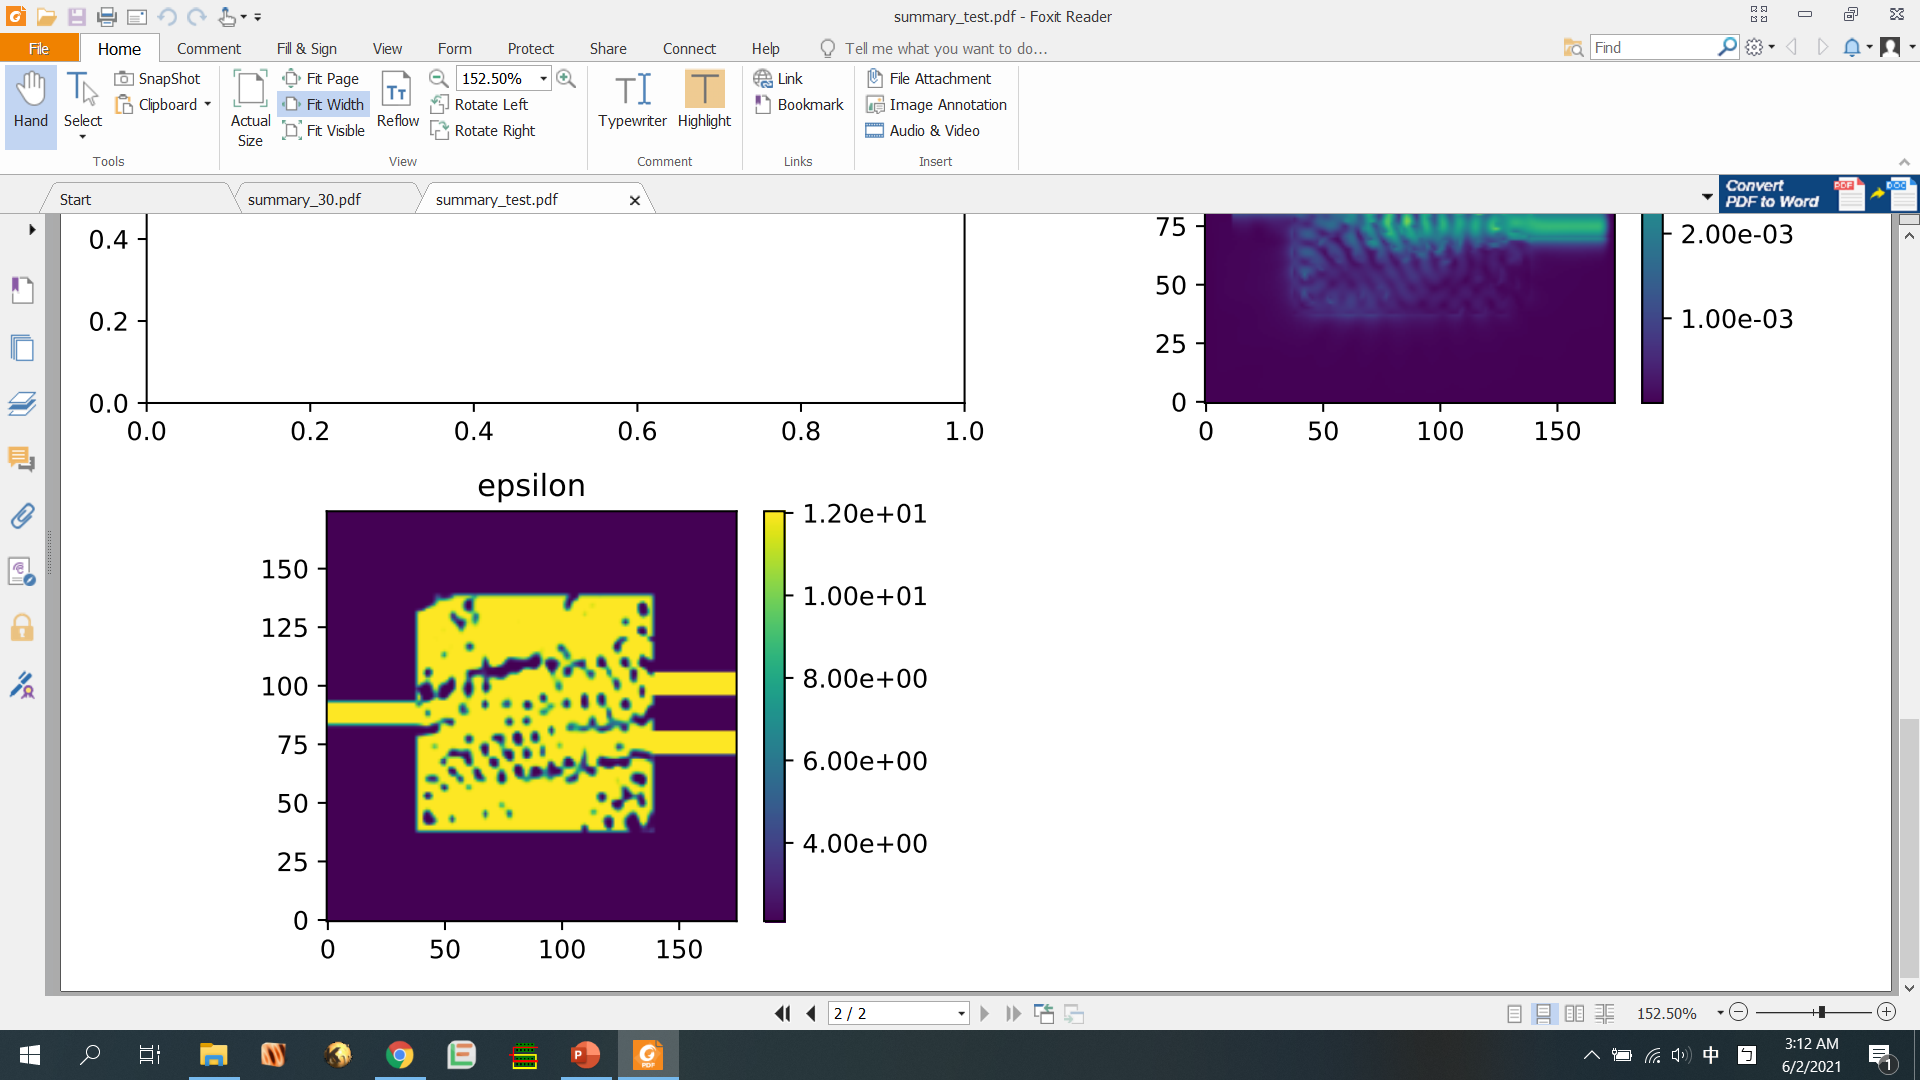 summary_test.pdf - Foxit Reader
File
Home
Comment
Fill & Sign
View
Form
Protect
Share
Connect
Help
Tell me what you want to do...
Find
Hand
Select
SnapShot
Clipboard
Tools
Actual
Size
Fit Page
Fit Width
Fit Visible
Reflow
152.50%
Rotate Left
Rotate Right
View
Typewriter
Highlight
Comment
Link
Bookmark
Links
File Attachment
Image Annotation
Audio & Video
Insert
Start
summary_30.pdf
summary_test.pdf
Convert
PDF to Word
PDF
DOC
0.4
0.2
0.0
0.0 0.2 0.4 0.6 0.8 1.0
75
50
25
0
0 50 100 150
2.00e-03
1.00e-03
epsilon
150
125
100
75
50
25
0
0 50 100 150
1.20e+01
1.00e+01
8.00e+00
6.00e+00
4.00e+00
2 / 2
152.50%
中
ㄅ
3:12 AM
6/2/2021
1